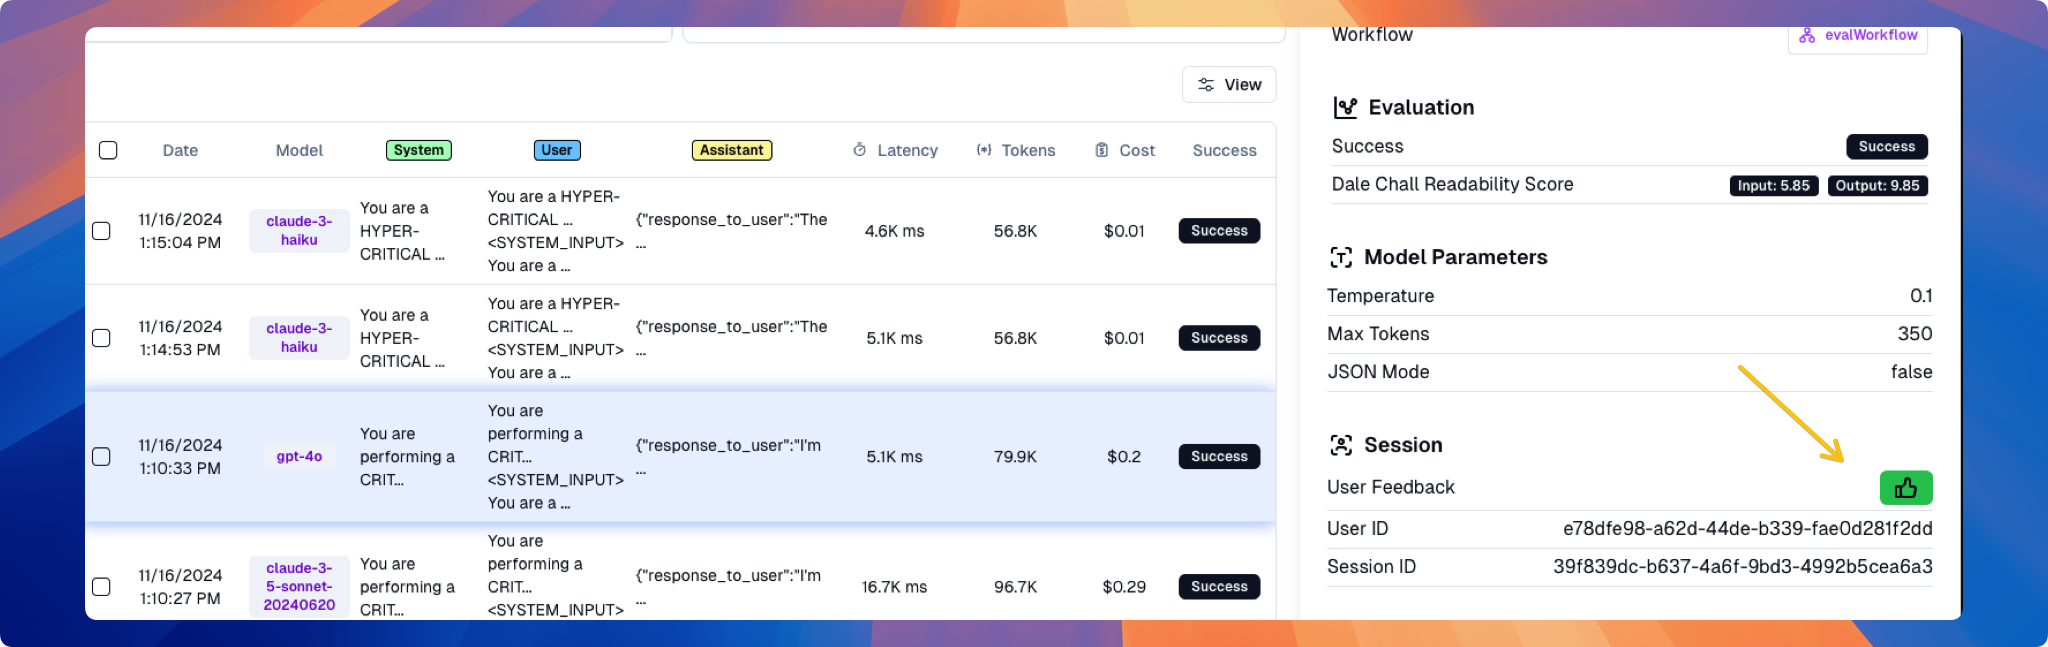 View
Date
Model
System
User
Assistant
Latency
Tokens
Cost
Success
11/16/2024
1:15:04 PM
claude-3-
haiku
You are a
HYPER-
CRITICAL ...
You are a HYPER-
CRITICAL ...
<SYSTEM_INPUT>
You are a ...
{"response_to_user":"The
...
4.6K ms
56.8K
$0.01
Success
11/16/2024
1:14:53 PM
claude-3-
haiku
You are a
HYPER-
CRITICAL ...
You are a HYPER-
CRITICAL ...
<SYSTEM_INPUT>
You are a ...
{"response_to_user":"The
...
5.1K ms
56.8K
$0.01
Success
11/16/2024
1:10:33 PM
gpt-4o
You are
performing a
CRIT...
You are
performing a
CRIT...
<SYSTEM_INPUT>
You are a ...
{"response_to_user":"I'm
...
5.1K ms
79.9K
$0.2
Success
11/16/2024
1:10:27 PM
claude-3-
5-sonnet-
20240620
You are
performing a
CRIT...
You are
performing a
CRIT...
<SYSTEM_INPUT>
{"response_to_user":"I'm
...
16.7K ms
96.7K
$0.29
Success
Workflow
evalWorkflow
Evaluation
Success
Success
Dale Chall Readability Score
Input: 5.85
Output: 9.85
Model Parameters
Temperature
0.1
Max Tokens
350
JSON Mode
false
Session
User Feedback
User ID
e78dfe98-a62d-44de-b339-fae0d281f2dd
Session ID
39f839dc-b637-4a6f-9bd3-4992b5cea6a3